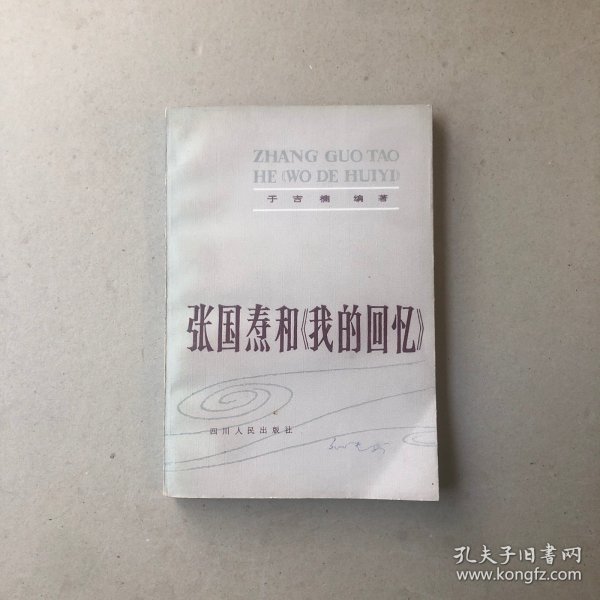 ZHANG GUO TAO
HE《WO DE HUIYI》
于吉楠 编著
张国焘和《我的回忆》
四川人民出版社
孔夫子旧书网
www.kongfz.com